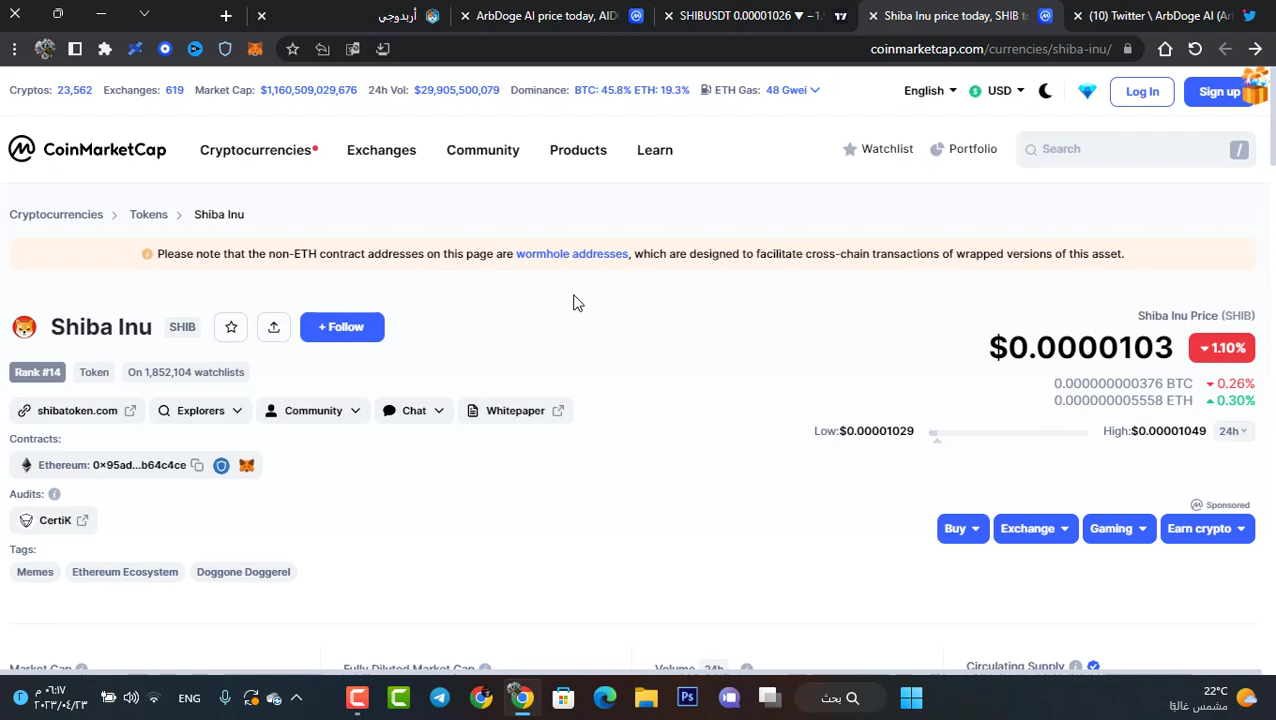 أربدوجي
ArbDoge AI price today, AID
SHIBUSDT 0.00001026 ▼ −1.
Shiba Inu price today, SHIB to
(10) Twitter \ ArbDoge AI (Ar
coinmarketcap.com/currencies/shiba-inu/
Cryptos: 23,562 Exchanges: 619 Market Cap: $1,160,509,029,676 24h Vol: $29,905,500,079 Dominance: BTC: 45.8% ETH: 19.3% ETH Gas: 48 Gwei
English USD Log In Sign up
CoinMarketCap Cryptocurrencies Exchanges Community Products Learn Watchlist Portfolio Search /
Cryptocurrencies > Tokens > Shiba Inu
Please note that the non-ETH contract addresses on this page are wormhole addresses, which are designed to facilitate cross-chain transactions of wrapped versions of this asset.
Shiba Inu SHIB + Follow
Shiba Inu Price (SHIB)
$0.0000103 1.10%
Rank #14 Token On 1,852,104 watchlists
0.000000000376 BTC 0.26%
0.000000005558 ETH 0.30%
shibatoken.com Explorers Community Chat Whitepaper
Low: $0.00001029 High: $0.00001049 24h
Contracts:
Ethereum: 0x95ad...b64c4ce
Audits:
CertiK
Sponsored
Buy Exchange Gaming Earn crypto
Tags:
Memes Ethereum Ecosystem Doggone Doggerel
Market Cap Fully Diluted Market Cap Volume 24h Circulating Supply
٠٦:١٧ م
٢٠٢٣/٠٤/٢٣
ENG
بحث
22°C
مشمس غالبًا